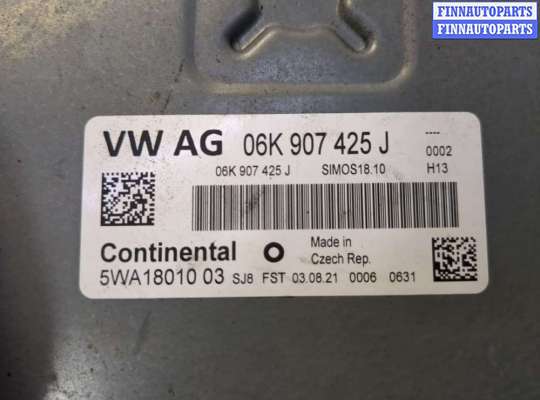 FINNAUTOPARTS
FINNAUTOPARTS
VW AG 06K 907 425 J ----
0002
06K 907 425 J SIMOS18.10 H13
Continental Made in
Czech Rep.
5WA18010 03 SJ8 FST 03.08.21 0006 0631